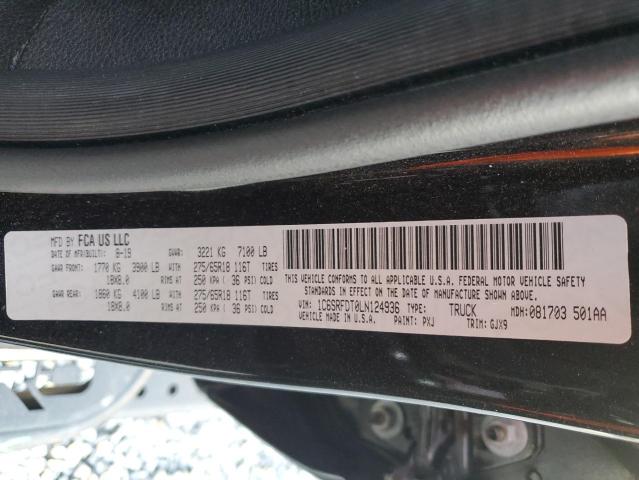 MFD BY FCA US LLC
DATE OF MFR(BUILT): 8-19 GVWR: 3221 KG 7100 LB
GAWR FRONT: 1770 KG 3900 LB WITH 275/65R18 116T TIRES
18X8.0 RIMS AT 250 KPA ( 36 PSI) COLD
GAWR REAR: 1860 KG 4100 LB WITH 275/65R18 116T TIRES
18X8.0 RIMS AT 250 KPA ( 36 PSI) COLD
THIS VEHICLE CONFORMS TO ALL APPLICABLE U.S.A. FEDERAL MOTOR VEHICLE SAFETY
STANDARDS IN EFFECT ON THE DATE OF MANUFACTURE SHOWN ABOVE.
VIN: 1C6SRFDT0LN124936 TYPE: TRUCK MDH: 081703 501AA
VEHICLE MADE IN U.S.A. PAINT: PXJ TRIM: GJX9